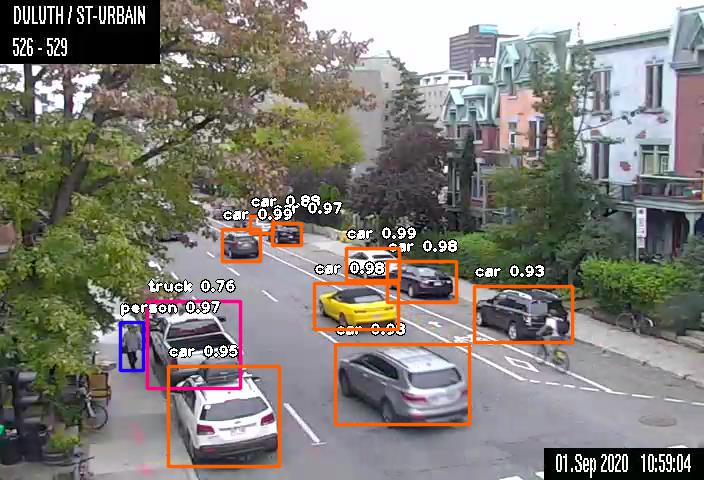 DULUTH / ST-URBAIN
526 - 529
car 0.97
car 0.99
car 0.99
car 0.98
car 0.98
car 0.93
truck 0.76
person 0.97
car 0.95
01.Sep 2020 10:59:04